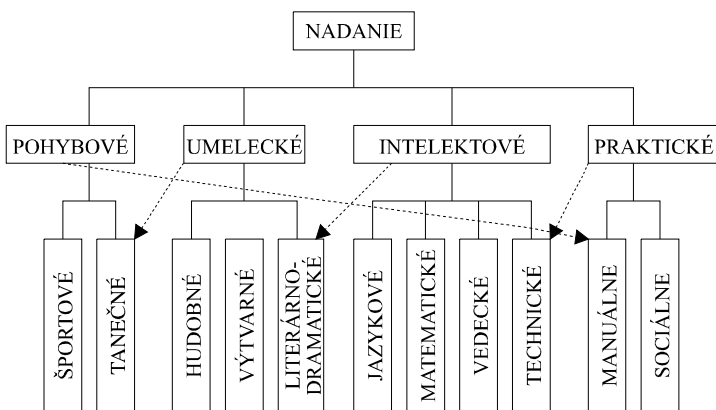 NADANIE
POHYBOVÉ
UMELECKÉ
INTELEKTOVÉ
PRAKTICKÉ
ŠPORTOVÉ
TANEČNÉ
HUDOBNÉ
VÝTVARNÉ
LITERÁRNO-
DRAMATICKÉ
JAZYKOVÉ
MATEMATICKÉ
VEDECKÉ
TECHNICKÉ
MANUÁLNE
SOCIÁLNE